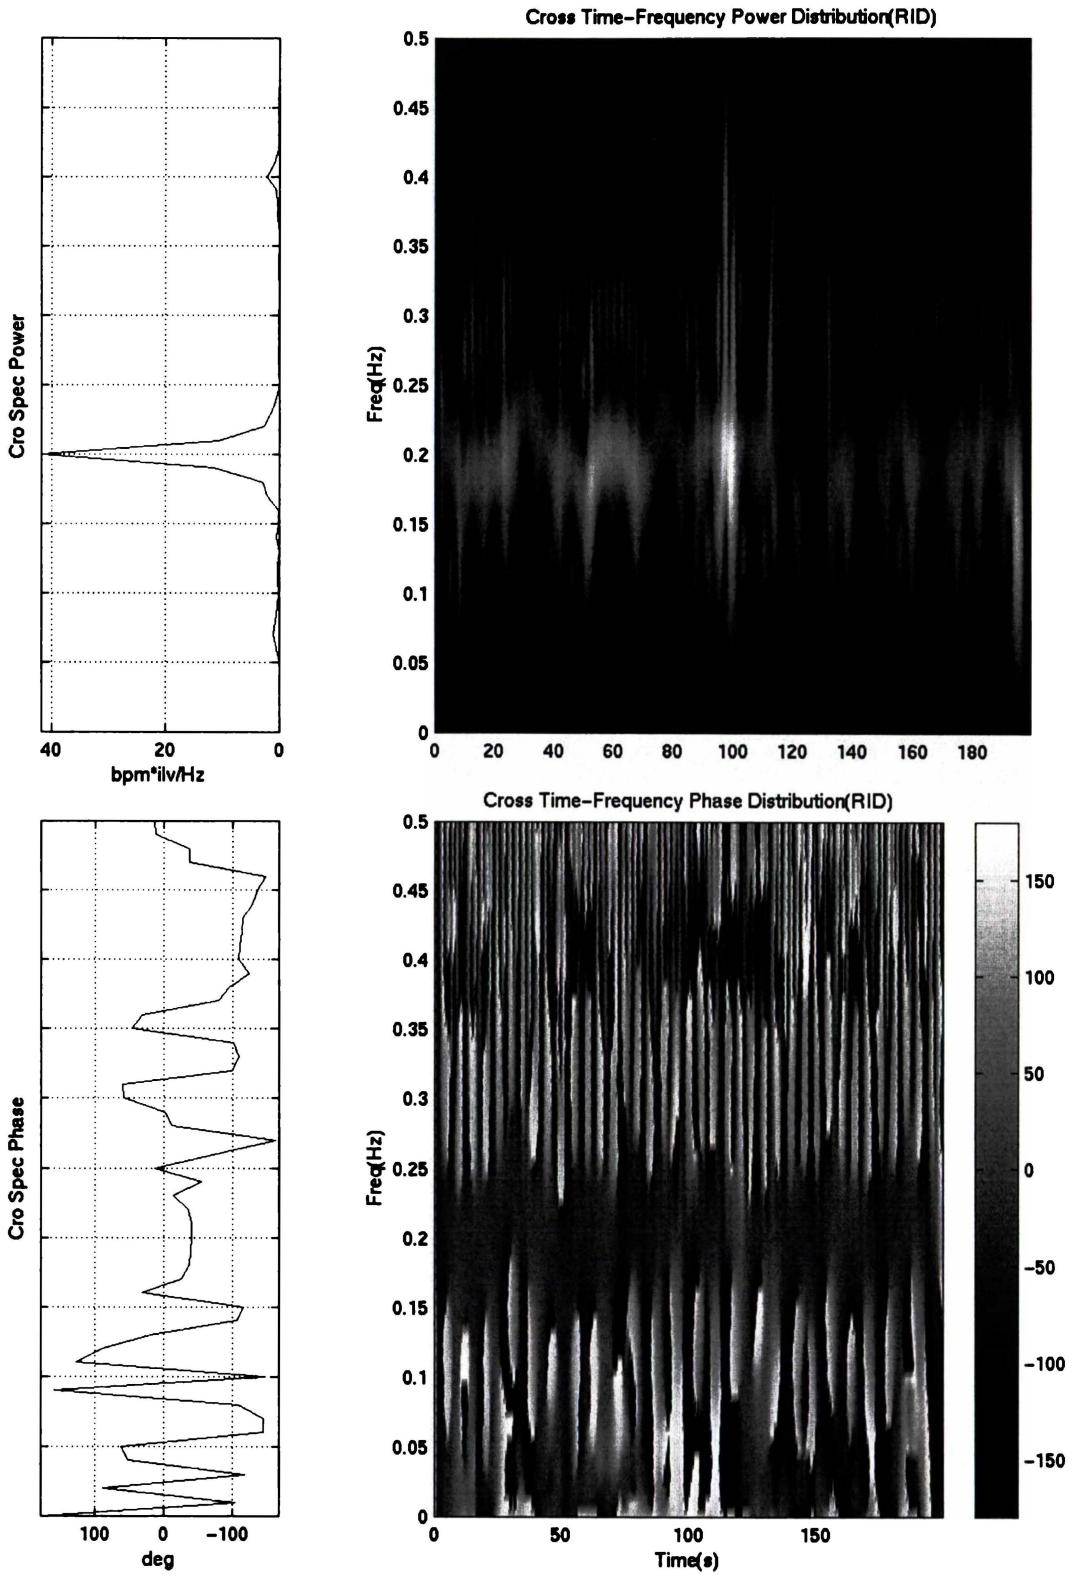 Cross Time-Frequency Power Distribution(RID)
0.5
0.45
0.4
0.35
0.3
0.25
0.2
0.15
0.1
0.05
0
Cro Spec Power
Freq(Hz)
40 20 0
bpm*ilv/Hz
0 20 40 60 80 100 120 140 160 180
Cross Time-Frequency Phase Distribution(RID)
0.5
0.45
0.4
0.35
0.3
0.25
0.2
0.15
0.1
0.05
0
Cro Spec Phase
Freq(Hz)
150
100
50
0
-50
-100
-150
100 0 -100
deg
0 50 100 150
Time(s)